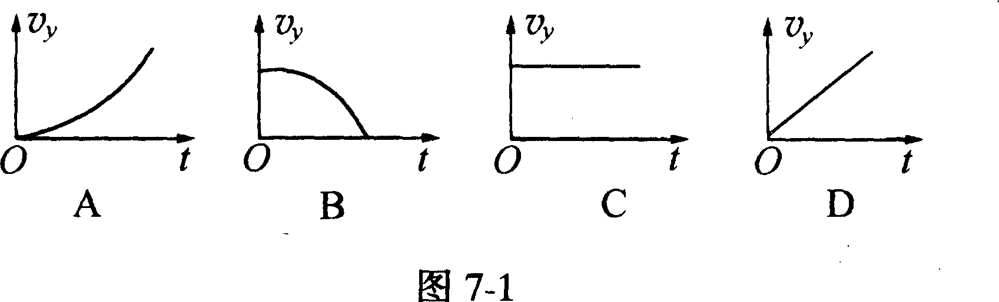 v_y v_y v_y v_y
O t O t O t O t
A B C D
图 7-1